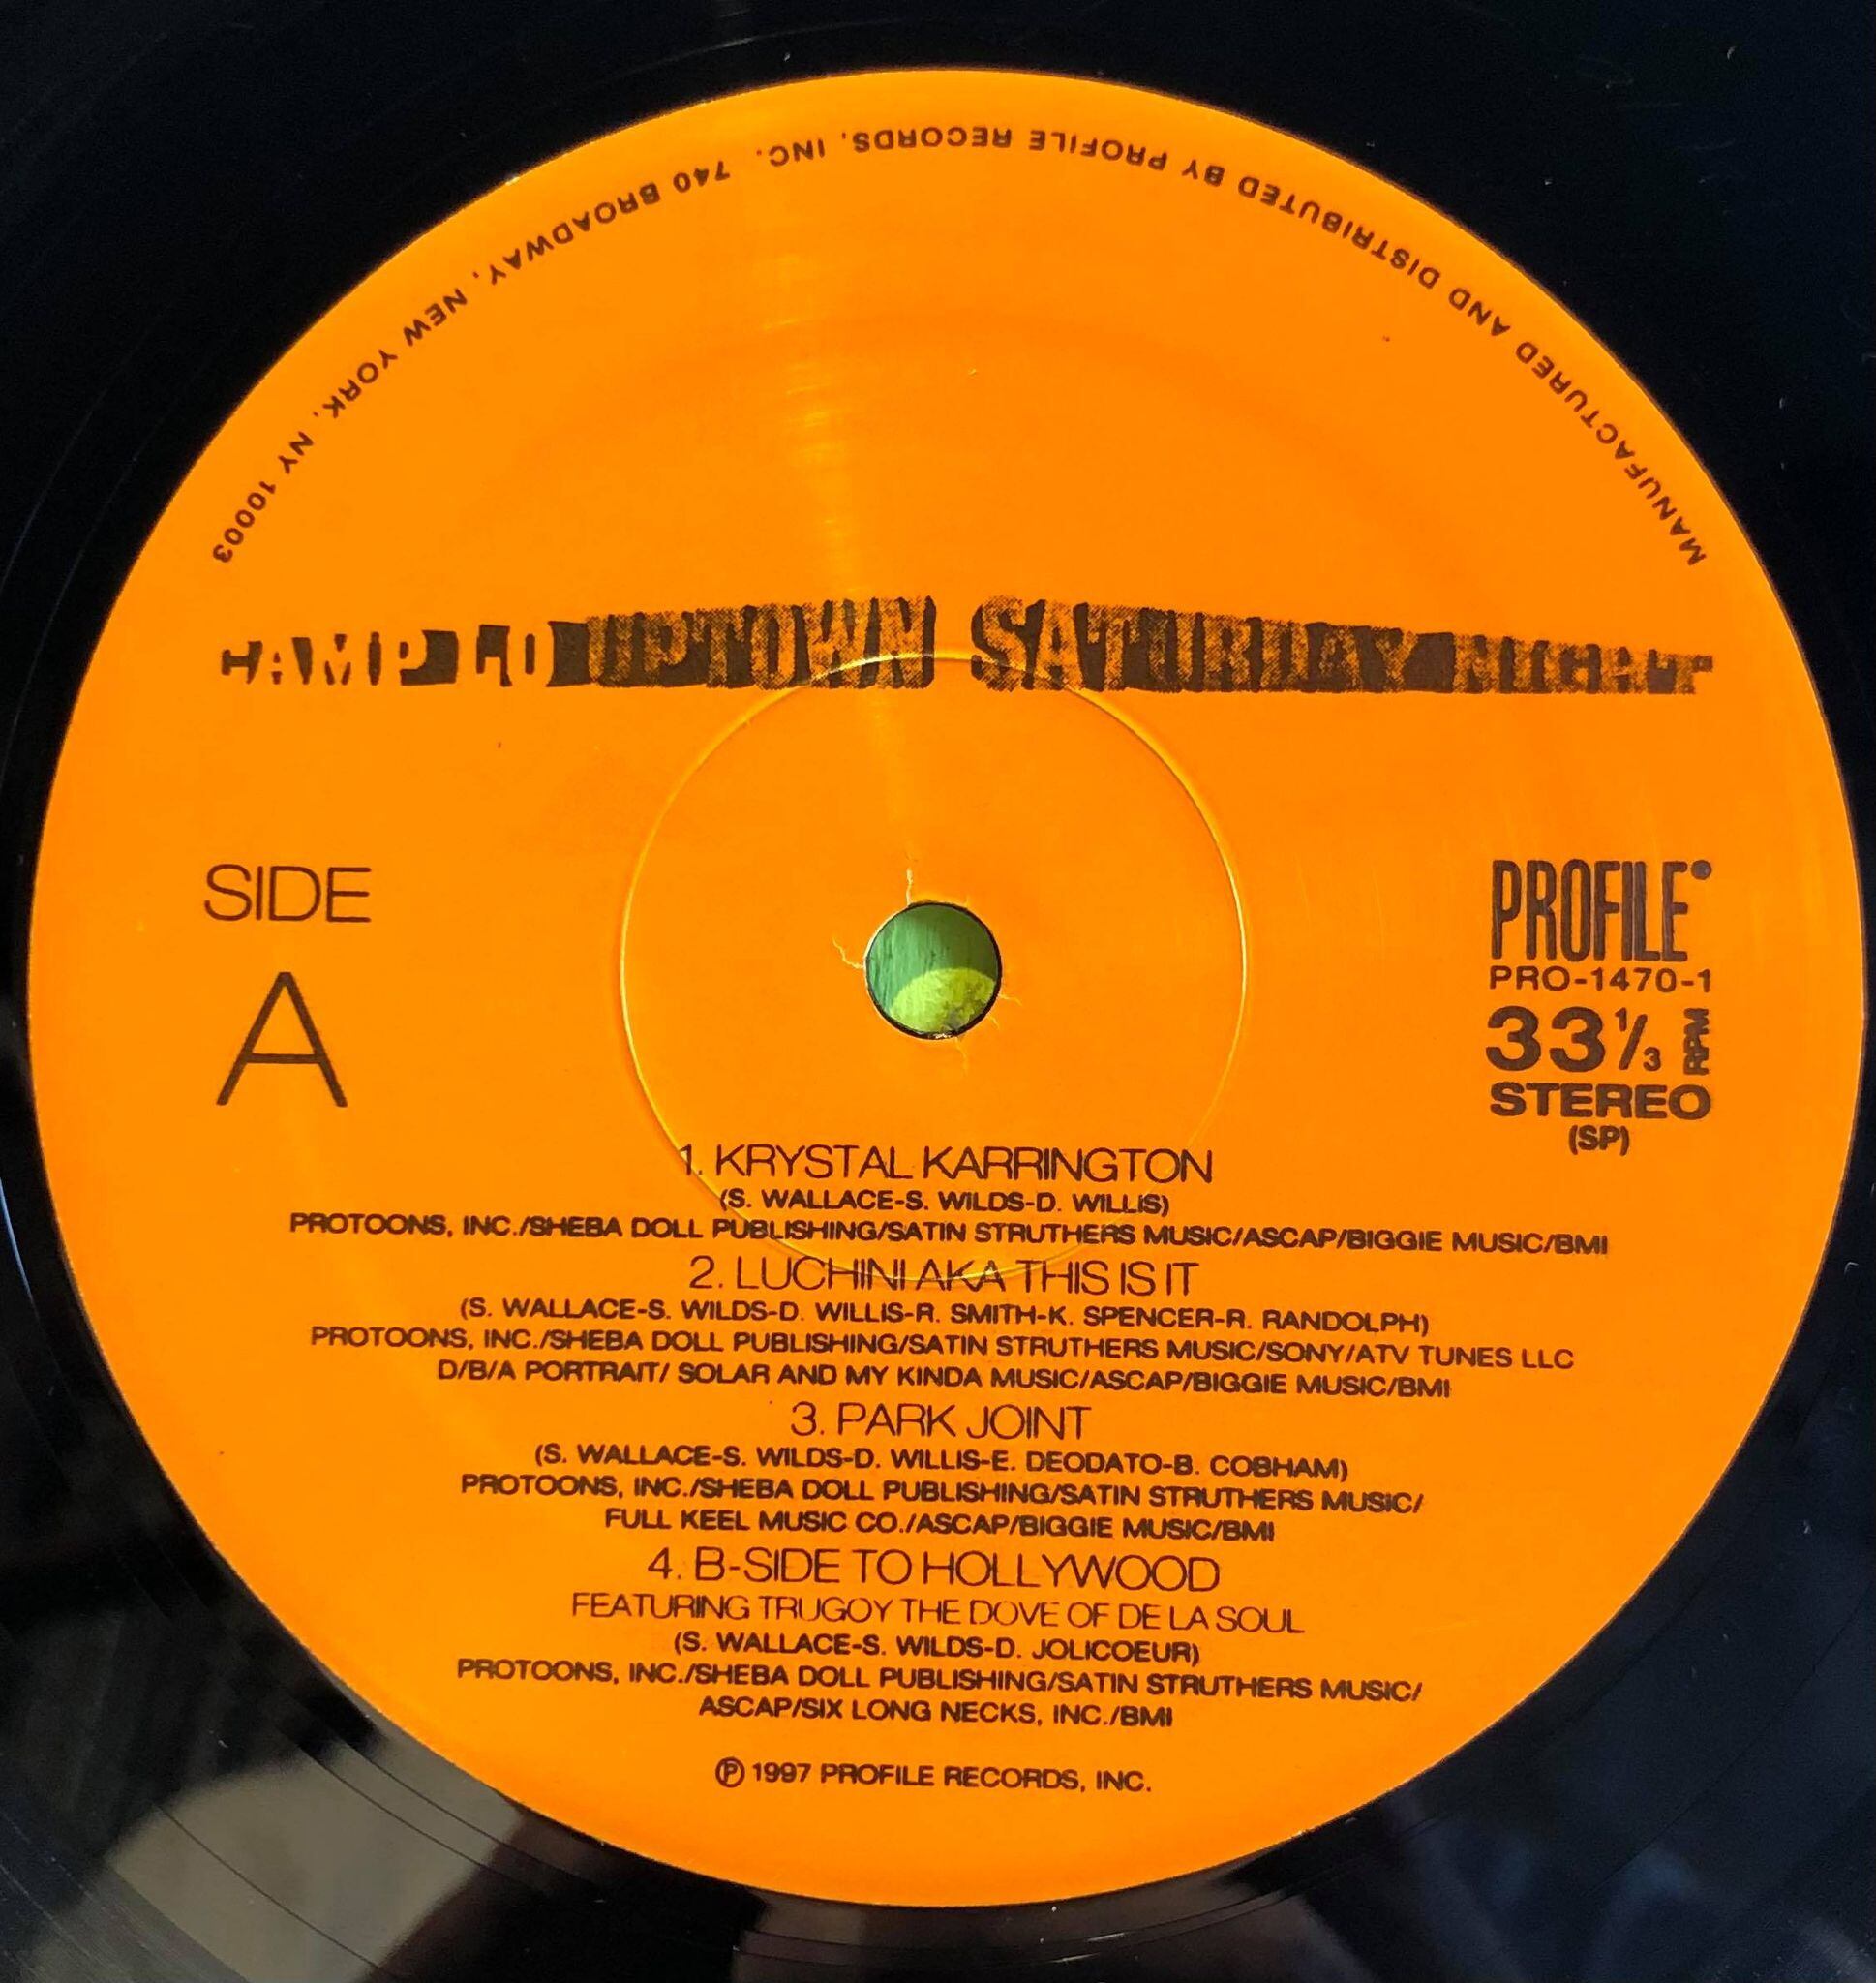 MANUFACTURED AND DISTRIBUTED BY PROFILE RECORDS, INC. 740 BROADWAY, NEW YORK, NY 10003
CAMP LO UPTOWN SATURDAY NIGHT
SIDE
A
PROFILE
PRO-1470-1
33⅓ RPM
STEREO
(SP)
1. KRYSTAL KARRINGTON
(S. WALLACE-S. WILDS-D. WILLIS)
PROTOONS, INC./SHEBA DOLL PUBLISHING/SATIN STRUTHERS MUSIC/ASCAP/BIGGIE MUSIC/BMI
2. LUCHINI AKA THIS IS IT
(S. WALLACE-S. WILDS-D. WILLIS-R. SMITH-K. SPENCER-R. RANDOLPH)
PROTOONS, INC./SHEBA DOLL PUBLISHING/SATIN STRUTHERS MUSIC/SONY/ATV TUNES LLC
D/B/A PORTRAIT/ SOLAR AND MY KINDA MUSIC/ASCAP/BIGGIE MUSIC/BMI
3. PARK JOINT
(S. WALLACE-S. WILDS-D. WILLIS-E. DEODATO-B. COBHAM)
PROTOONS, INC./SHEBA DOLL PUBLISHING/SATIN STRUTHERS MUSIC/
FULL KEEL MUSIC CO./ASCAP/BIGGIE MUSIC/BMI
4. B-SIDE TO HOLLYWOOD
FEATURING TRUGOY THE DOVE OF DE LA SOUL
(S. WALLACE-S. WILDS-D. JOLICOEUR)
PROTOONS, INC./SHEBA DOLL PUBLISHING/SATIN STRUTHERS MUSIC/
ASCAP/SIX LONG NECKS, INC./BMI
℗ 1997 PROFILE RECORDS, INC.